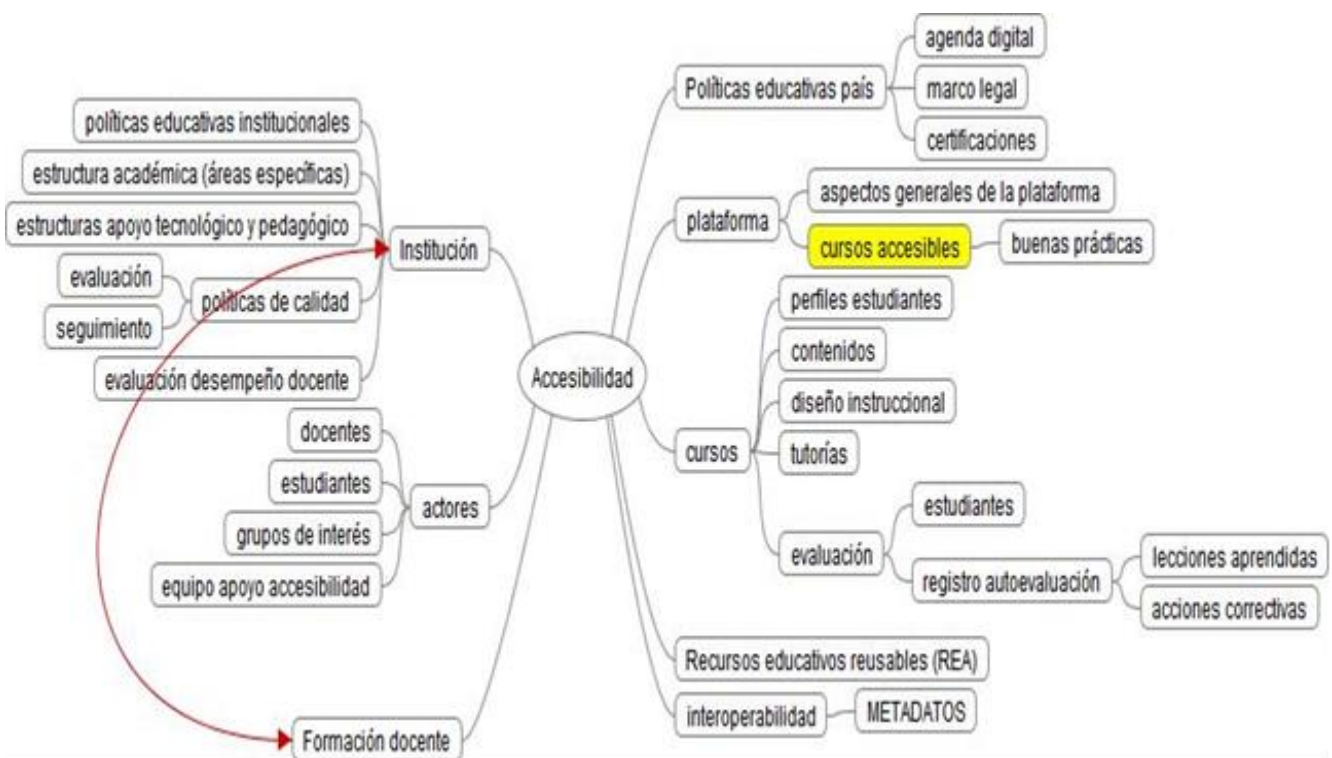 Accesibilidad
Institución
políticas educativas institucionales
estructura académica (áreas específicas)
estructuras apoyo tecnológico y pedagógico
políticas de calidad
evaluación
seguimiento
evaluación desempeño docente
actores
docentes
estudiantes
grupos de interés
equipo apoyo accesibilidad
Formación docente
Políticas educativas país
agenda digital
marco legal
certificaciones
plataforma
aspectos generales de la plataforma
cursos accesibles
buenas prácticas
cursos
perfiles estudiantes
contenidos
diseño instruccional
tutorías
evaluación
estudiantes
registro autoevaluación
lecciones aprendidas
acciones correctivas
Recursos educativos reusables (REA)
interoperabilidad
METADATOS